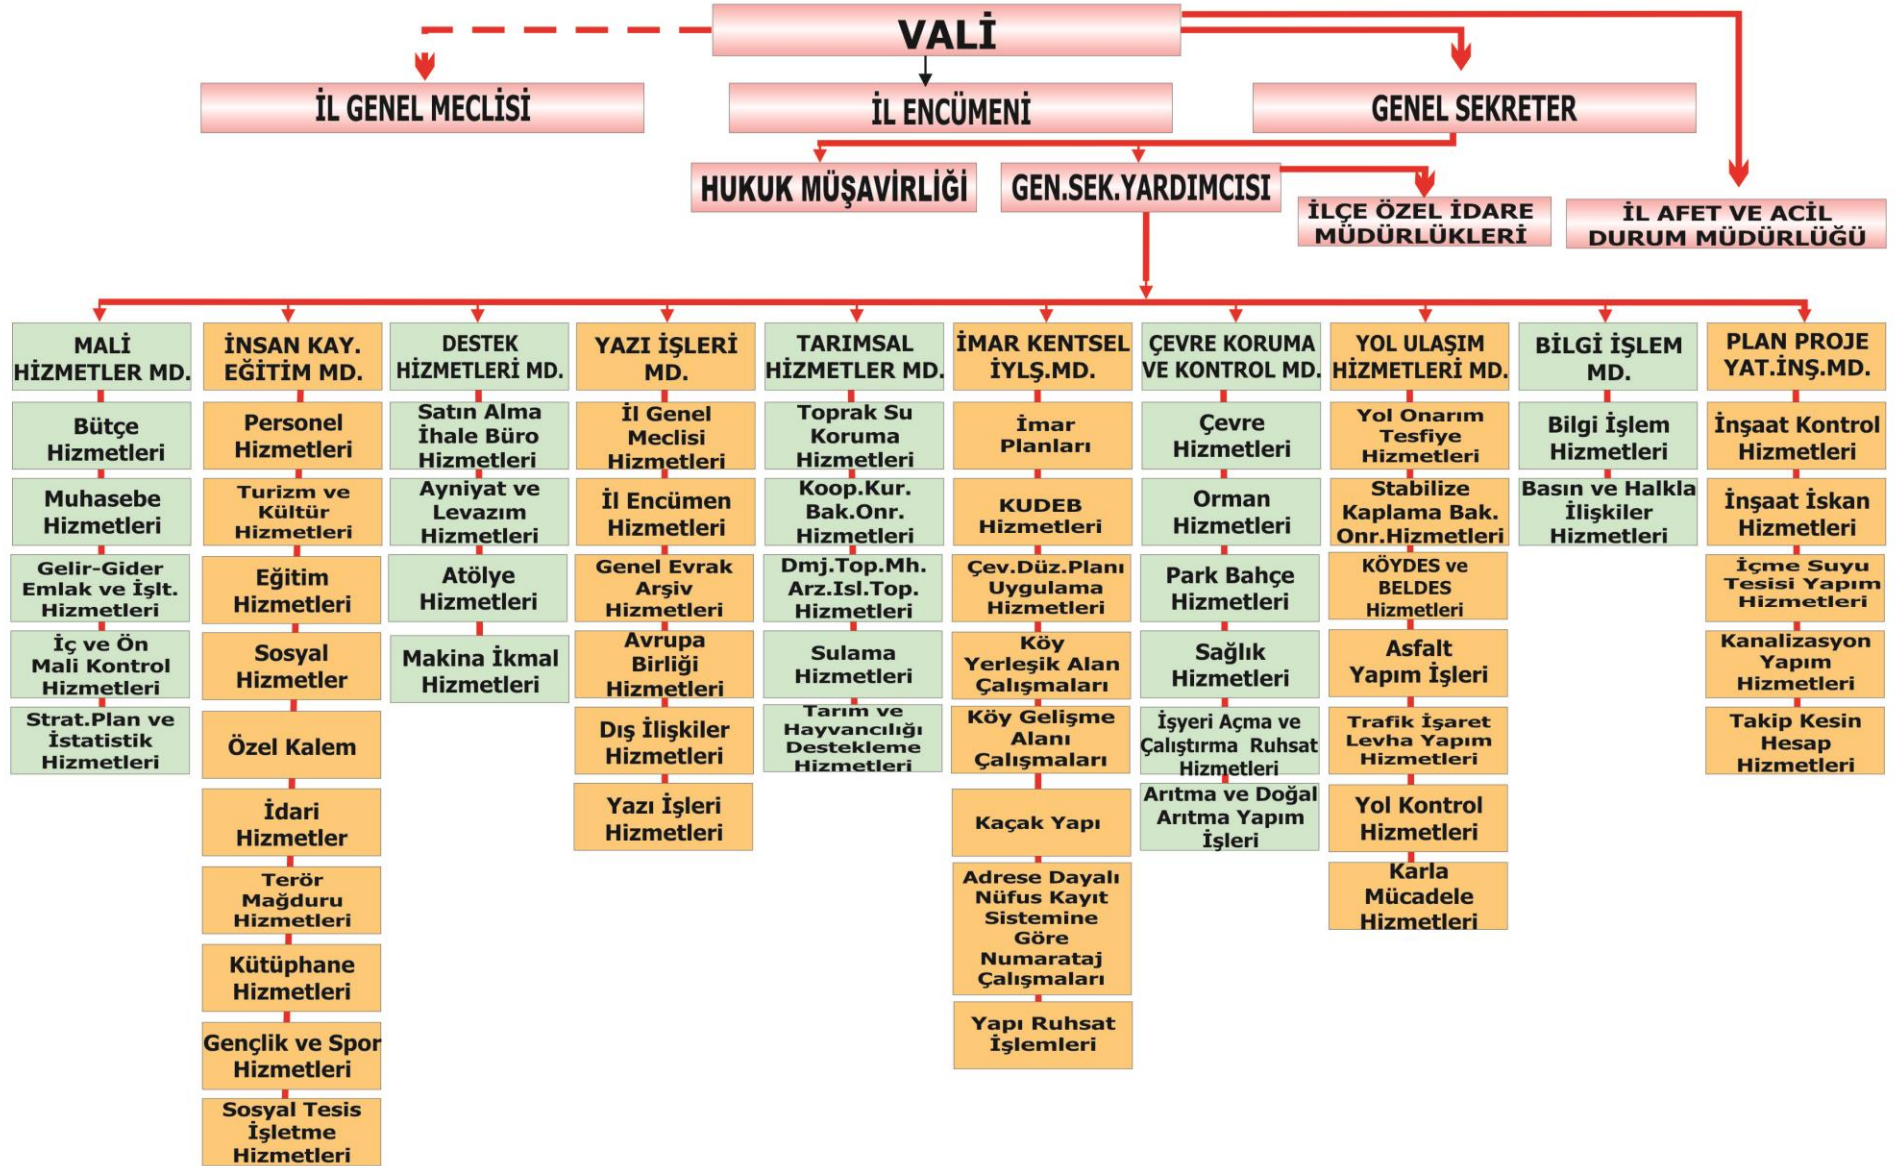 VALİ
İL GENEL MECLİSİ
İL ENCÜMENİ
GENEL SEKRETER
HUKUK MÜŞAVİRLİĞİ
GEN.SEK.YARDIMCISI
İLÇE ÖZEL İDARE
MÜDÜRLÜKLERİ
İL AFET VE ACİL
DURUM MÜDÜRLÜĞÜ
MALİ
HİZMETLER MD.
Bütçe
Hizmetleri
Muhasebe
Hizmetleri
Gelir-Gider
Emlak ve İşlt.
Hizmetleri
İç ve Ön
Mali Kontrol
Hizmetleri
Strat.Plan ve
İstatistik
Hizmetleri
İNSAN KAY.
EĞİTİM MD.
Personel
Hizmetleri
Turizm ve
Kültür
Hizmetleri
Eğitim
Hizmetleri
Sosyal
Hizmetler
Özel Kalem
İdari
Hizmetler
Terör
Mağduru
Hizmetleri
Kütüphane
Hizmetleri
Gençlik ve Spor
Hizmetleri
Sosyal Tesis
İşletme
Hizmetleri
DESTEK
HİZMETLERİ MD.
Satın Alma
İhale Büro
Hizmetleri
Ayniyat ve
Levazım
Hizmetleri
Atölye
Hizmetleri
Makina İkmal
Hizmetleri
YAZI İŞLERİ
MD.
İl Genel
Meclisi
Hizmetleri
İl Encümen
Hizmetleri
Genel Evrak
Arşiv
Hizmetleri
Avrupa
Birliği
Hizmetleri
Dış İlişkiler
Hizmetleri
Yazı İşleri
Hizmetleri
TARIMSAL
HİZMETLER MD.
Toprak Su
Koruma
Hizmetleri
Koop.Kur.
Bak.Onr.
Hizmetleri
Dmj.Top.Mh.
Arz.Isl.Top.
Hizmetleri
Sulama
Hizmetleri
Tarım ve
Hayvancılığı
Destekleme
Hizmetleri
İMAR KENTSEL
İYLŞ.MD.
İmar
Planları
KUDEB
Hizmetleri
Çev.Düz.Planı
Uygulama
Hizmetleri
Köy
Yerleşik Alan
Çalışmaları
Köy Gelişme
Alanı
Çalışmaları
Kaçak Yapı
Adrese Dayalı
Nüfus Kayıt
Sistemine
Göre
Numarataj
Çalışmaları
Yapı Ruhsat
İşlemleri
ÇEVRE KORUMA
VE KONTROL MD.
Çevre
Hizmetleri
Orman
Hizmetleri
Park Bahçe
Hizmetleri
Sağlık
Hizmetleri
İşyeri Açma ve
Çalıştırma Ruhsat
Hizmetleri
Arıtma ve Doğal
Arıtma Yapım
İşleri
YOL ULAŞIM
HİZMETLERİ MD.
Yol Onarım
Tesfiye
Hizmetleri
Stabilize
Kaplama Bak.
Onr.Hizmetleri
KÖYDES ve
BELDES
Hizmetleri
Asfalt
Yapım İşleri
Trafik İşaret
Levha Yapım
Hizmetleri
Yol Kontrol
Hizmetleri
Karla
Mücadele
Hizmetleri
BİLGİ İŞLEM
MD.
Bilgi İşlem
Hizmetleri
Basın ve Halkla
İlişkiler
Hizmetleri
PLAN PROJE
YAT.İNŞ.MD.
İnşaat Kontrol
Hizmetleri
İnşaat İskan
Hizmetleri
İçme Suyu
Tesisi Yapım
Hizmetleri
Kanalizasyon
Yapım
Hizmetleri
Takip Kesin
Hesap
Hizmetleri